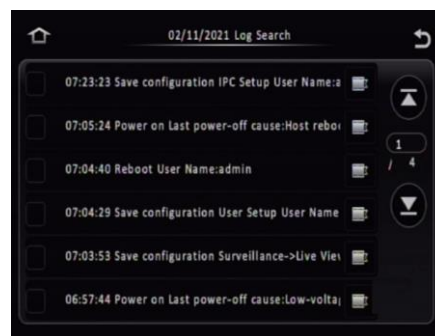 02/11/2021 Log Search
07:23:23 Save configuration IPC Setup User Name:a
07:05:24 Power on Last power-off cause:Host reboo
1
07:04:40 Reboot User Name:admin
/ 4
07:04:29 Save configuration User Setup User Name
07:03:53 Save configuration Surveillance->Live View
06:57:44 Power on Last power-off cause:Low-volta